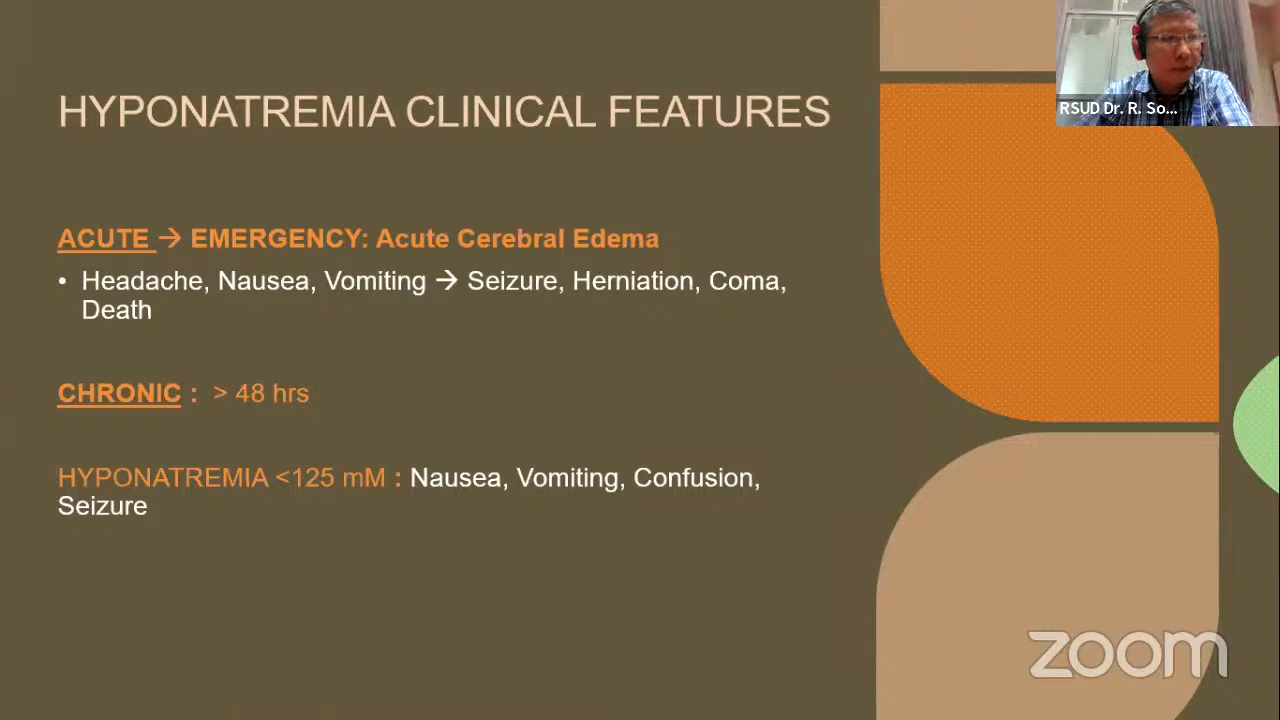 HYPONATREMIA CLINICAL FEATURES
RSUD Dr. R. So...
ACUTE → EMERGENCY: Acute Cerebral Edema
• Headache, Nausea, Vomiting → Seizure, Herniation, Coma,
Death
CHRONIC : > 48 hrs
HYPONATREMIA <125 mM : Nausea, Vomiting, Confusion,
Seizure
zoom